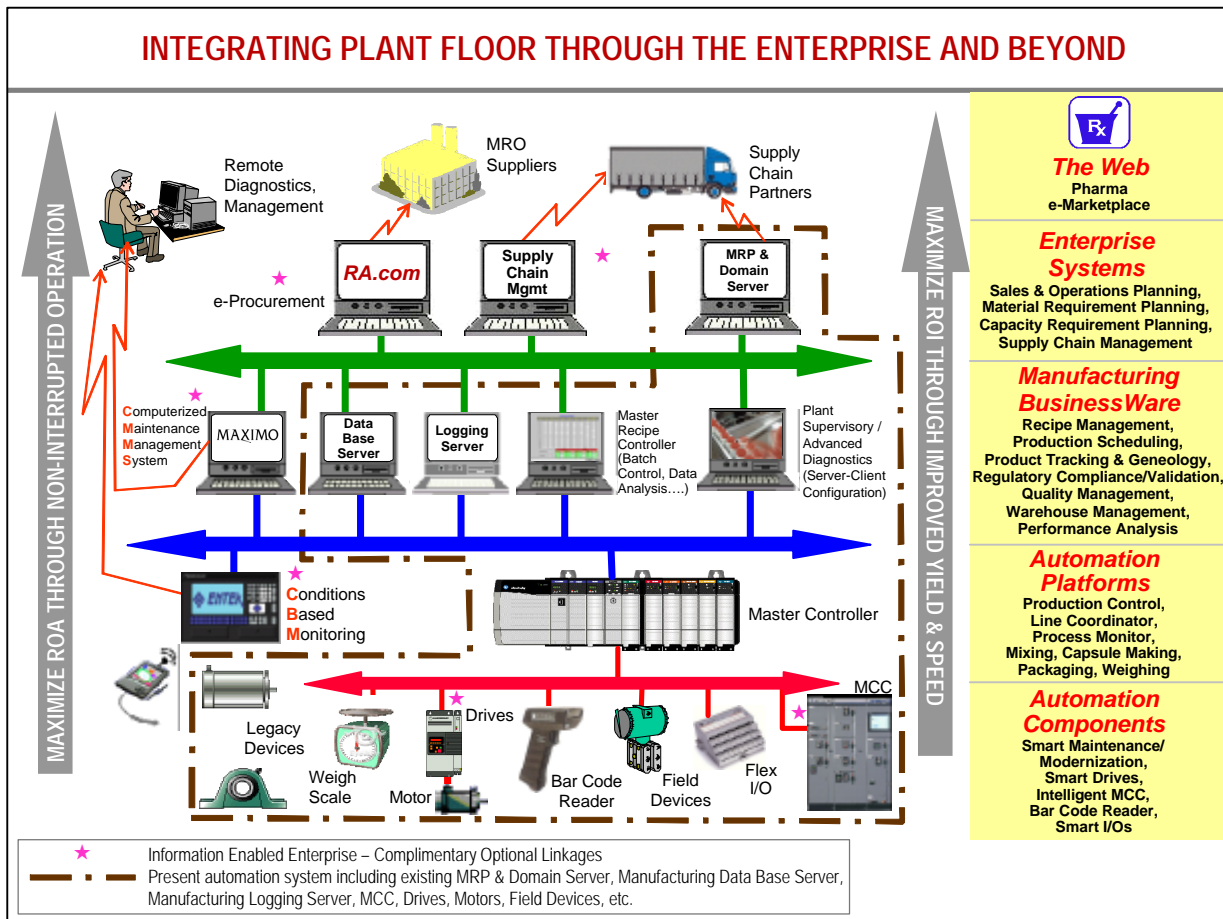 INTEGRATING PLANT FLOOR THROUGH THE ENTERPRISE AND BEYOND
MAXIMIZE ROA THROUGH NON-INTERRUPTED OPERATION
Remote
Diagnostics,
Management
MRO
Suppliers
Supply
Chain
Partners
e-Procurement
RA.com
Supply
Chain
Mgmt
MRP &
Domain
Server
Computerized
Maintenance
Management
System
MAXIMO
Data
Base
Server
Logging
Server
Master
Recipe
Controller
(Batch
Control, Data
Analysis....)
Plant
Supervisory /
Advanced
Diagnostics
(Server-Client
Configuration)
ENTEK
Conditions
Based
Monitoring
Master Controller
Legacy
Devices
Weigh
Scale
Drives
Motor
Bar Code
Reader
Field
Devices
Flex
I/O
MCC
MAXIMIZE ROI THROUGH IMPROVED YIELD & SPEED
Rx
The Web
Pharma
e-Marketplace
Enterprise
Systems
Sales & Operations Planning,
Material Requirement Planning,
Capacity Requirement Planning,
Supply Chain Management
Manufacturing
BusinessWare
Recipe Management,
Production Scheduling,
Product Tracking & Geneology,
Regulatory Compliance/Validation,
Quality Management,
Warehouse Management,
Performance Analysis
Automation
Platforms
Production Control,
Line Coordinator,
Process Monitor,
Mixing, Capsule Making,
Packaging, Weighing
Automation
Components
Smart Maintenance/
Modernization,
Smart Drives,
Intelligent MCC,
Bar Code Reader,
Smart I/Os
Information Enabled Enterprise – Complimentary Optional Linkages
Present automation system including existing MRP & Domain Server, Manufacturing Data Base Server,
Manufacturing Logging Server, MCC, Drives, Motors, Field Devices, etc.